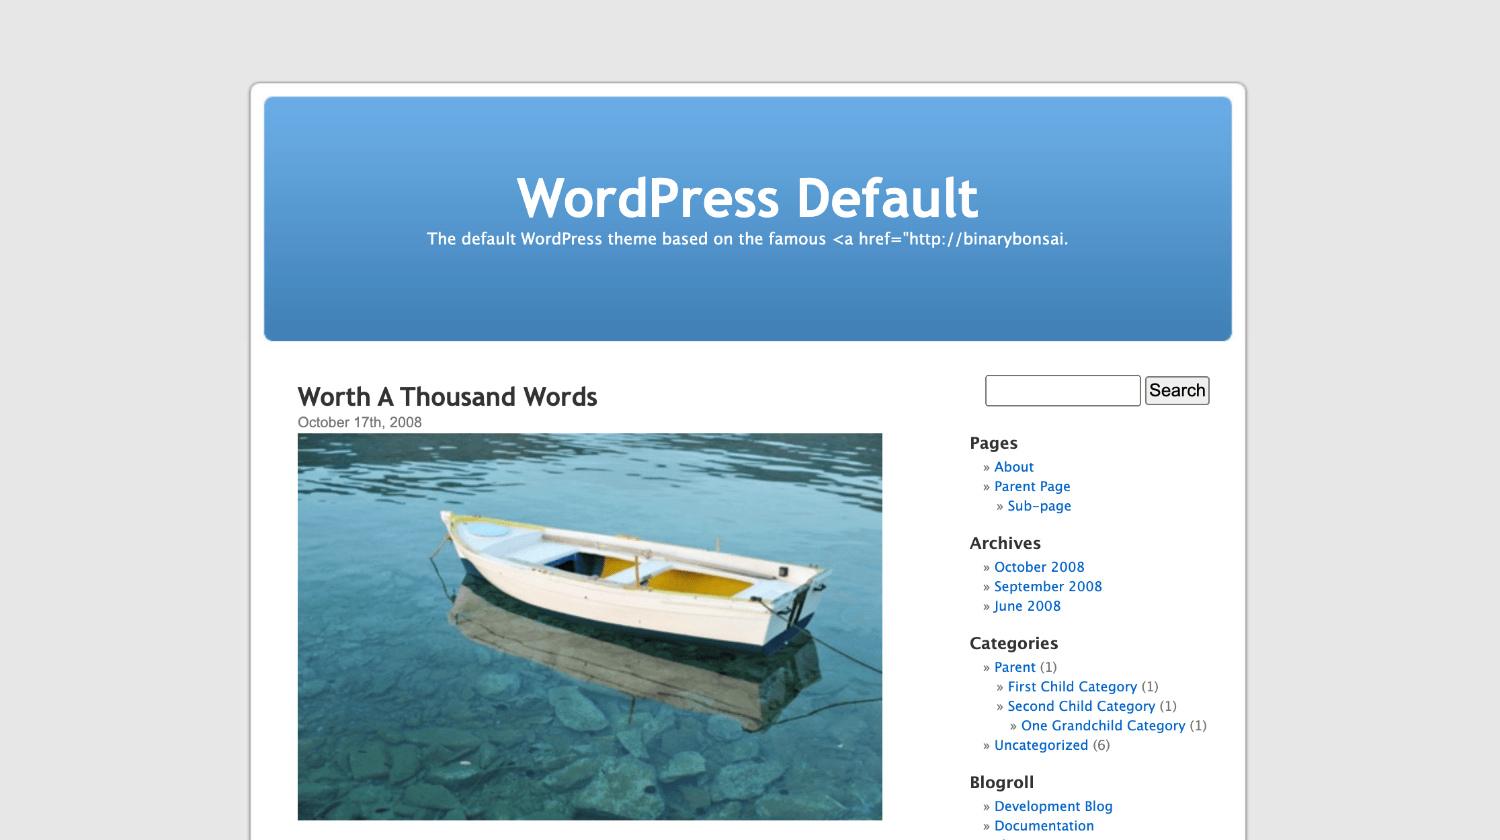 WordPress Default
The default WordPress theme based on the famous <a href="http://binarybonsai.
Worth A Thousand Words
October 17th, 2008
Search
Pages
» About
» Parent Page
» Sub-page
Archives
» October 2008
» September 2008
» June 2008
Categories
» Parent (1)
» First Child Category (1)
» Second Child Category (1)
» One Grandchild Category (1)
» Uncategorized (6)
Blogroll
» Development Blog
» Documentation